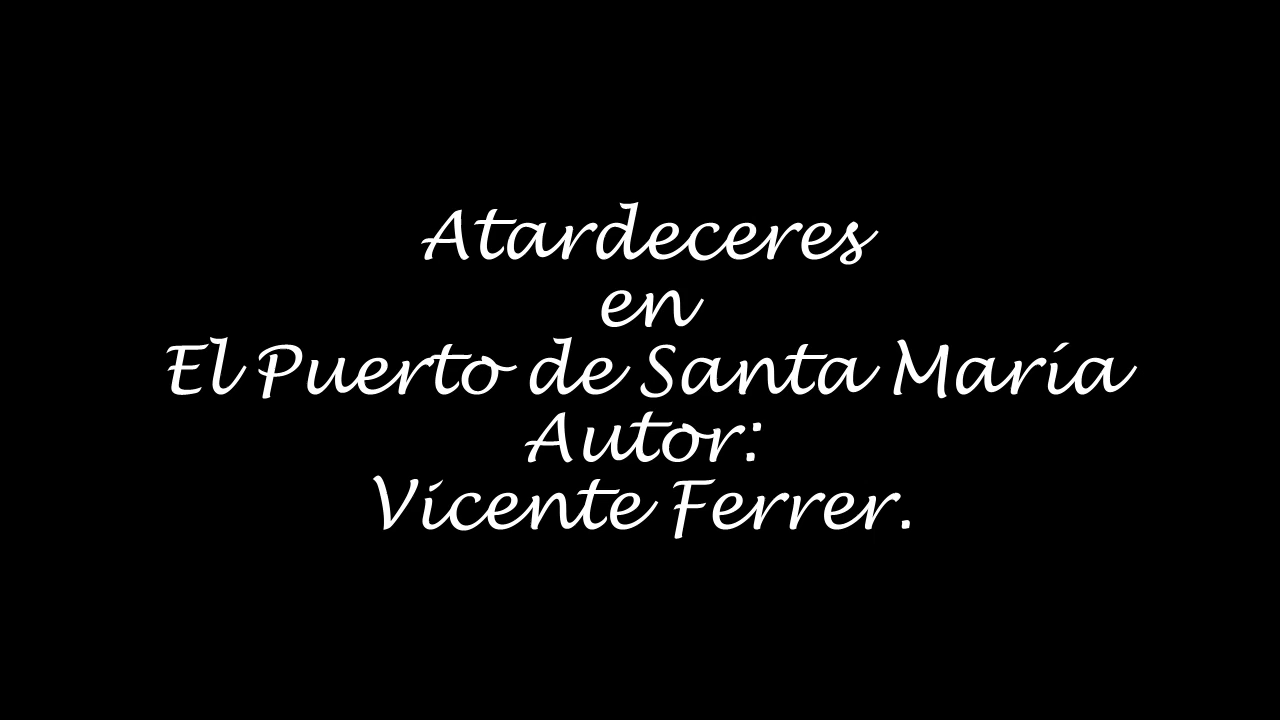 Atardeceres
en
El Puerto de Santa María
Autor:
Vicente Ferrer.